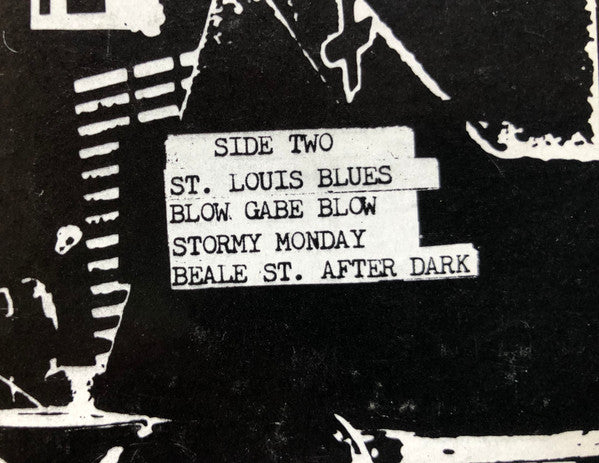 SIDE TWO
ST. LOUIS BLUES
BLOW GABE BLOW
STORMY MONDAY
BEALE ST. AFTER DARK